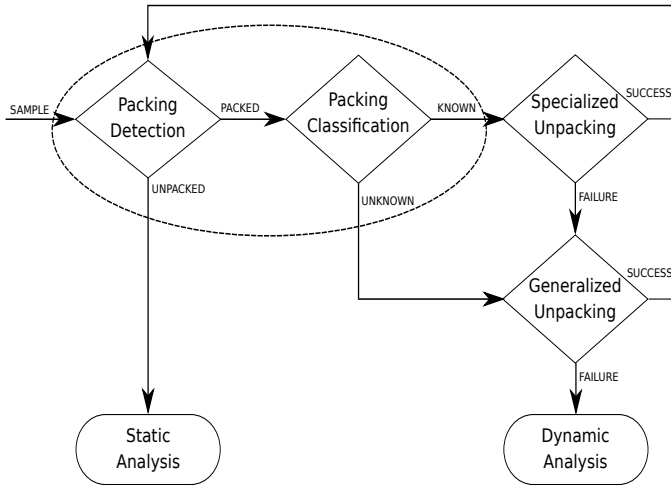 SAMPLE
Packing
Detection
PACKED
Packing
Classification
KNOWN
Specialized
Unpacking
SUCCESS
UNPACKED
UNKNOWN
FAILURE
Generalized
Unpacking
SUCCESS
FAILURE
Static
Analysis
Dynamic
Analysis